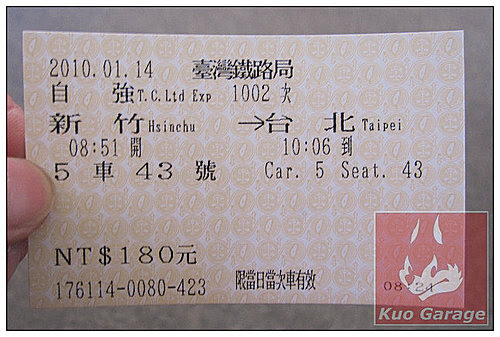 2010.01.14 臺灣鐵路局
自 強 T.C.Ltd Exp 1002 次
新 竹 Hsinchu →台 北 Taipei
08:51 開 10:06 到
5 車 43 號 Car. 5 Seat. 43
NT$180元
176114-0080-423 限當日當次車有效 08:24
Kuo Garage